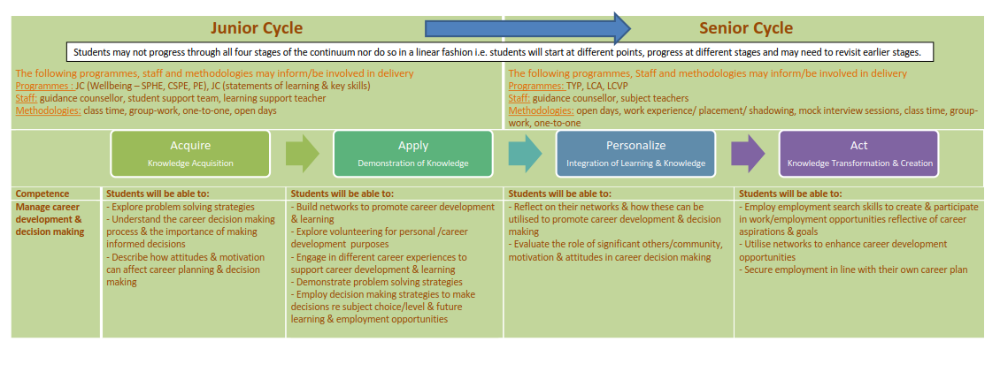 Junior Cycle
Senior Cycle
Students may not progress through all four stages of the continuum nor do so in a linear fashion i.e. students will start at different points, progress at different stages and may need to revisit earlier stages.
The following programmes, staff and methodologies may inform/be involved in delivery
Programmes : JC (Wellbeing – SPHE, CSPE, PE), JC (statements of learning & key skills)
Staff: guidance counsellor, student support team, learning support teacher
Methodologies: class time, group-work, one-to-one, open days
The following programmes, Staff and methodologies may inform/be involved in delivery
Programmes: TYP, LCA, LCVP
Staff: guidance counsellors, subject teachers
Methodologies: open days, work experience/ placement/ shadowing, mock interview sessions, class time, group-
work, one-to-one
Acquire
Knowledge Acquisition
Apply
Demonstration of Knowledge
Personalize
Integration of Learning & Knowledge
Act
Knowledge Transformation & Creation
Competence
Students will be able to:
Students will be able to:
Students will be able to:
Students will be able to:
Manage career
development &
decision making
- Explore problem solving strategies
- Understand the career decision making
process & the importance of making
informed decisions
- Describe how attitudes & motivation
can affect career planning & decision
making
- Build networks to promote career development
& learning
- Explore volunteering for personal /career
development purposes
- Engage in different career experiences to
support career development & learning
- Demonstrate problem solving strategies
- Employ decision making strategies to make
decisions re subject choice/level & future
learning & employment opportunities
- Reflect on their networks & how these can be
utilised to promote career development & decision
making
- Evaluate the role of significant others/community,
motivation & attitudes in career decision making
- Employ employment search skills to create & participate
in work/employment opportunities reflective of career
aspirations & goals
- Utilise networks to enhance career development
opportunities
- Secure employment in line with their own career plan